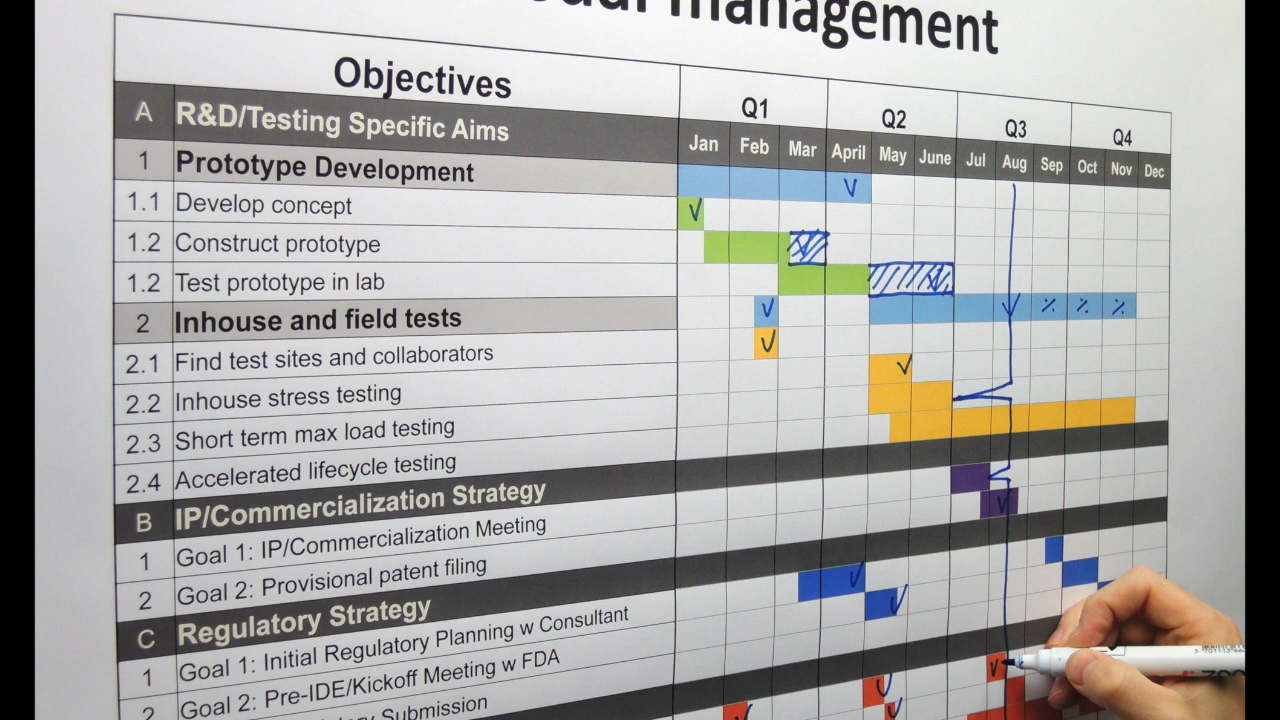 management
Objectives
Q1 Q2 Q3 Q4
A R&D/Testing Specific Aims
Jan Feb Mar April May June Jul Aug Sep Oct Nov Dec
1 Prototype Development
1.1 Develop concept
1.2 Construct prototype
1.2 Test prototype in lab
2 Inhouse and field tests
2.1 Find test sites and collaborators
2.2 Inhouse stress testing
2.3 Short term max load testing
2.4 Accelerated lifecycle testing
B IP/Commercialization Strategy
1 Goal 1: IP/Commercialization Meeting
2 Goal 2: Provisional patent filing
C Regulatory Strategy
1 Goal 1: Initial Regulatory Planning w Consultant
2 Goal 2: Pre-IDE/Kickoff Meeting w FDA
Submission